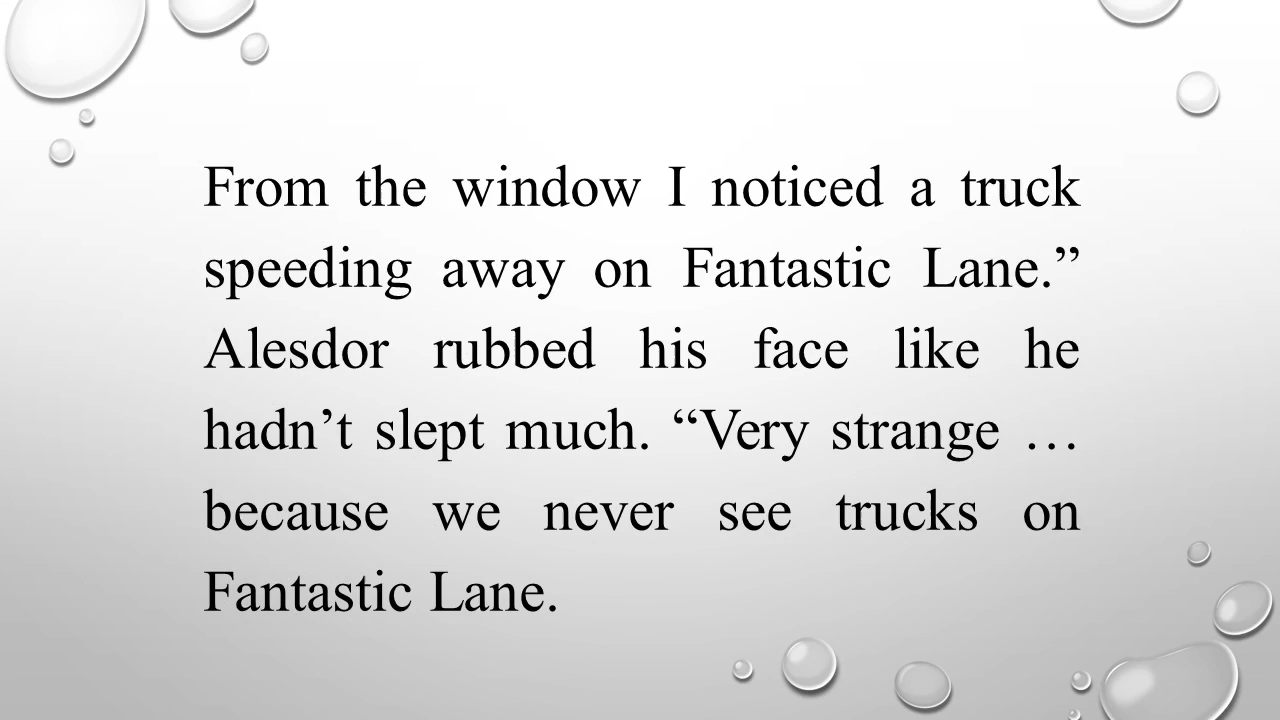 From the window I noticed a truck
speeding away on Fantastic Lane.”
Alesdor rubbed his face like he
hadn’t slept much. “Very strange …
because we never see trucks on
Fantastic Lane.